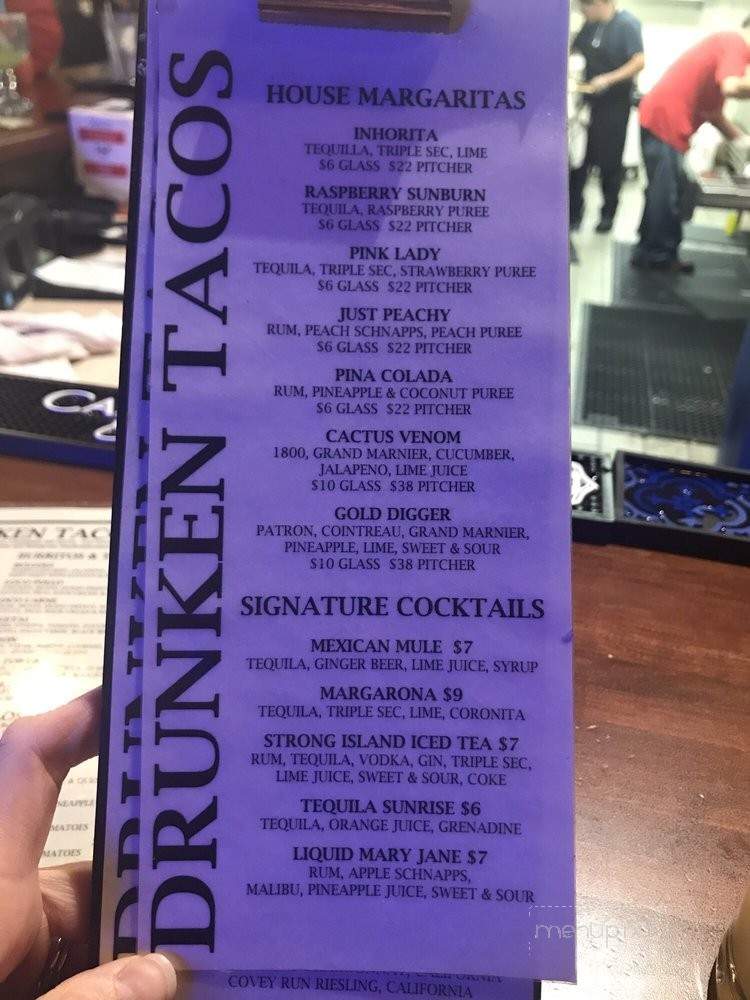 DRUNKEN TACOS
HOUSE MARGARITAS
INHORITA
TEQUILLA, TRIPLE SEC, LIME
$6 GLASS $22 PITCHER
RASPBERRY SUNBURN
TEQUILA, RASPBERRY PUREE
$6 GLASS $22 PITCHER
PINK LADY
TEQUILA, TRIPLE SEC, STRAWBERRY PUREE
$6 GLASS $22 PITCHER
JUST PEACHY
RUM, PEACH SCHNAPPS, PEACH PUREE
$6 GLASS $22 PITCHER
PINA COLADA
RUM, PINEAPPLE & COCONUT PUREE
$6 GLASS $22 PITCHER
CACTUS VENOM
1800, GRAND MARNIER, CUCUMBER,
JALAPENO, LIME JUICE
$10 GLASS $38 PITCHER
GOLD DIGGER
PATRON, COINTREAU, GRAND MARNIER,
PINEAPPLE, LIME, SWEET & SOUR
$10 GLASS $38 PITCHER
SIGNATURE COCKTAILS
MEXICAN MULE $7
TEQUILA, GINGER BEER, LIME JUICE, SYRUP
MARGARONA $9
TEQUILA, TRIPLE SEC, LIME, CORONITA
STRONG ISLAND ICED TEA $7
RUM, TEQUILA, VODKA, GIN, TRIPLE SEC,
LIME JUICE, SWEET & SOUR, COKE
TEQUILA SUNRISE $6
TEQUILA, ORANGE JUICE, GRENADINE
LIQUID MARY JANE $7
RUM, APPLE SCHNAPPS,
MALIBU, PINEAPPLE JUICE, SWEET & SOUR
CALIFORNIA
COVEY RUN RIESLING, CALIFORNIA
KEN TAC
BURRITOS &
menupix